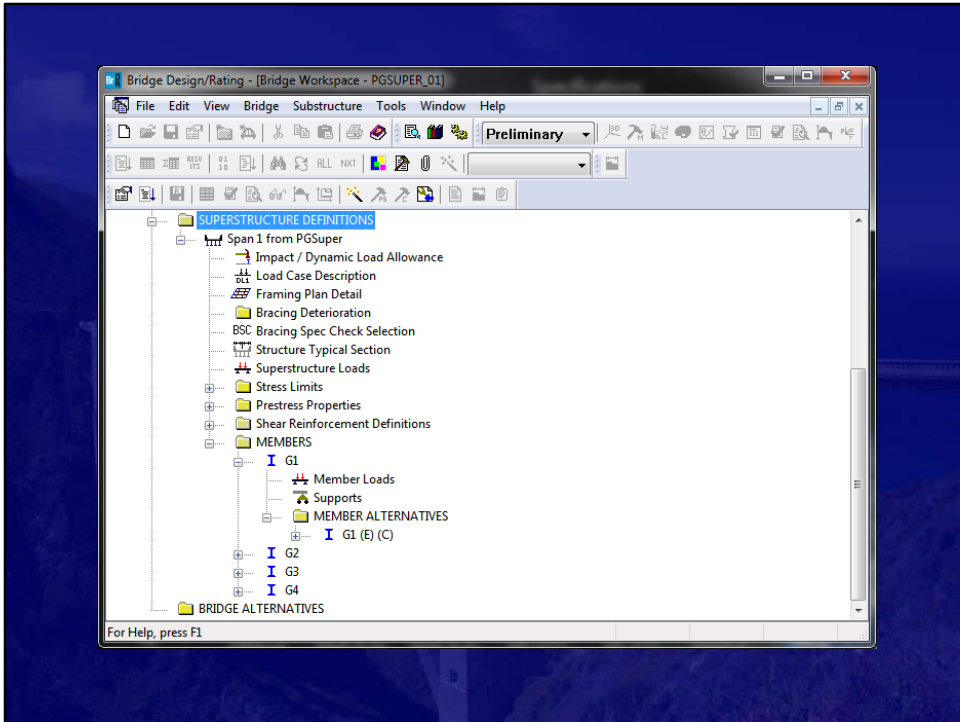 Bridge Design/Rating - [Bridge Workspace - PGSUPER_01]
File Edit View Bridge Substructure Tools Window Help
Preliminary
ALL NXT
SUPERSTRUCTURE DEFINITIONS
Span 1 from PGSuper
Impact / Dynamic Load Allowance
DL1 Load Case Description
Framing Plan Detail
Bracing Deterioration
BSC Bracing Spec Check Selection
Structure Typical Section
Superstructure Loads
Stress Limits
Prestress Properties
Shear Reinforcement Definitions
MEMBERS
G1
Member Loads
Supports
MEMBER ALTERNATIVES
G1 (E) (C)
G2
G3
G4
BRIDGE ALTERNATIVES
For Help, press F1